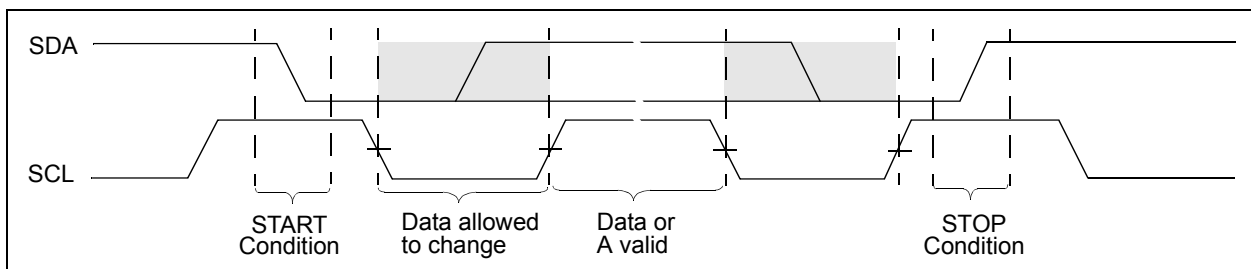 SDA
SCL
START
Condition
Data allowed
to change
Data or
A valid
STOP
Condition